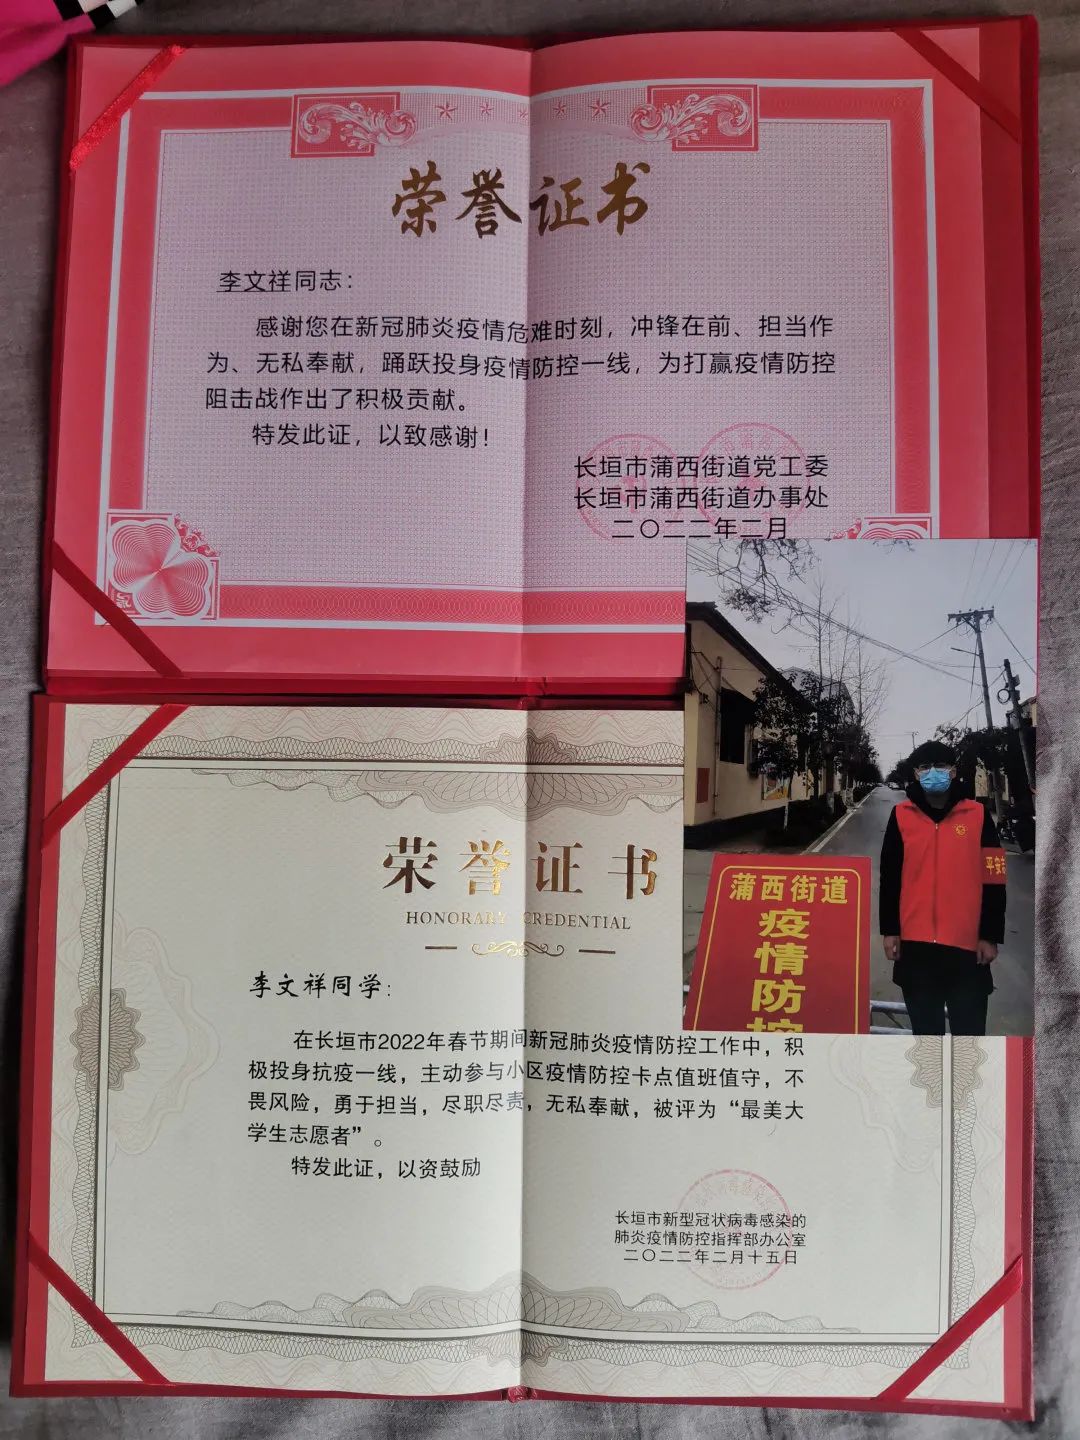 荣誉证书
李文祥同志：
感谢您在新冠肺炎疫情危难时刻，冲锋在前、担当作
为、无私奉献，踊跃投身疫情防控一线，为打赢疫情防控
阻击战作出了积极贡献。
特发此证，以致感谢！
长垣市蒲西街道党工委
长垣市蒲西街道办事处
二〇二二年二月
平安
蒲西街道
疫情防控
荣誉证书
HONORARY CREDENTIAL
李文祥同学：
在长垣市2022年春节期间新冠肺炎疫情防控工作中，积
极投身抗疫一线，主动参与小区疫情防控卡点值班值守，不
畏风险，勇于担当，尽职尽责，无私奉献，被评为“最美大
学生志愿者”。
特发此证，以资鼓励
长垣市新型冠状病毒感染的
肺炎疫情防控指挥部办公室
二〇二二年二月十五日